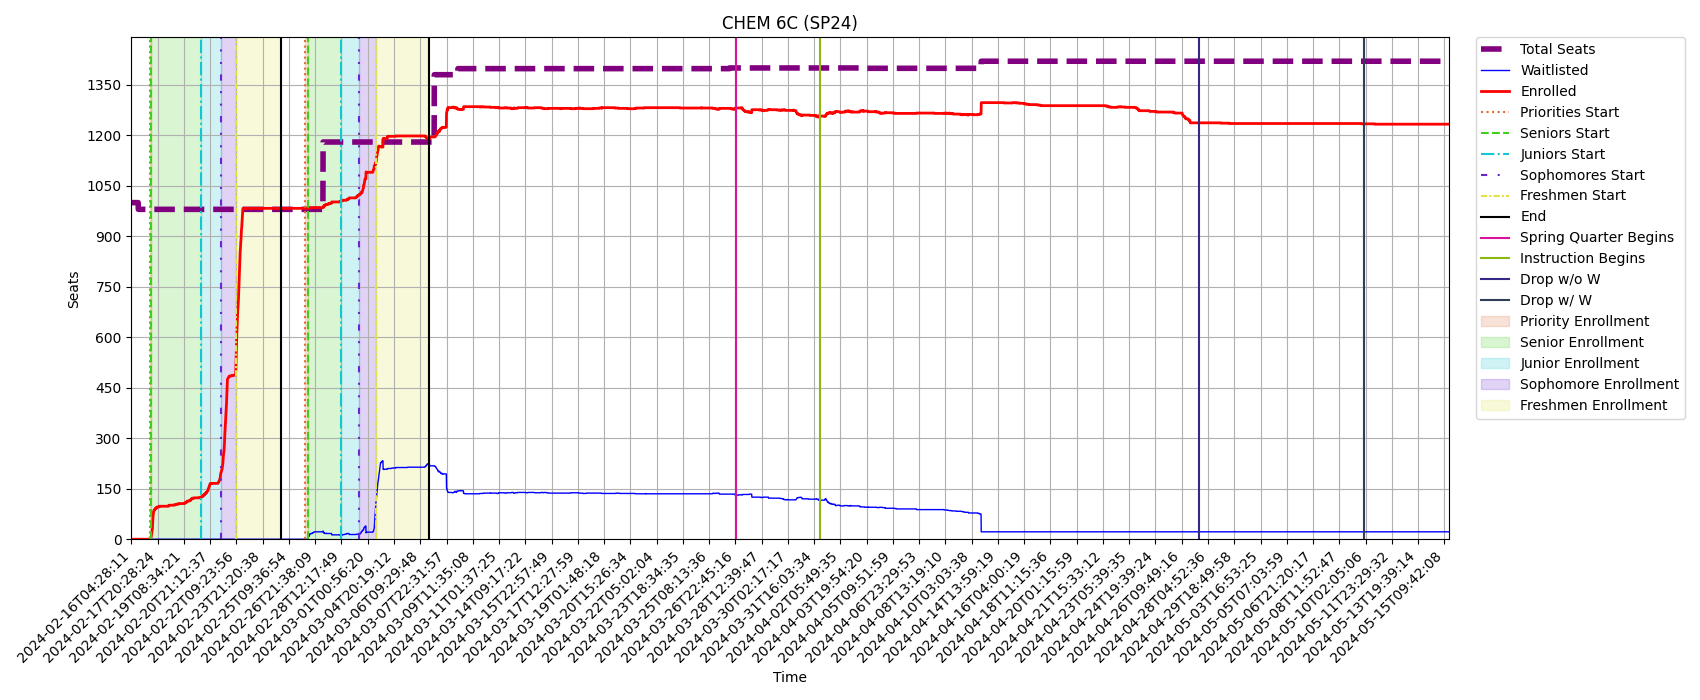 CHEM 6C (SP24)
Seats
1350
1200
1050
900
750
600
450
300
150
0
2024-02-16T04:28:11
2024-02-17T20:28:24
2024-02-19T08:34:21
2024-02-20T21:12:37
2024-02-22T09:23:56
2024-02-23T21:20:38
2024-02-25T09:36:54
2024-02-26T21:38:09
2024-02-28T12:17:49
2024-03-01T00:56:20
2024-03-04T20:19:12
2024-03-06T09:29:48
2024-03-07T22:31:57
2024-03-09T11:35:08
2024-03-11T01:37:25
2024-03-14T09:17:22
2024-03-15T22:57:49
2024-03-17T12:27:59
2024-03-19T01:48:18
2024-03-20T15:26:34
2024-03-22T05:02:04
2024-03-23T18:34:35
2024-03-25T08:13:36
2024-03-26T22:45:16
2024-03-28T12:39:47
2024-03-30T02:17:17
2024-03-31T16:03:34
2024-04-02T05:49:35
2024-04-03T19:54:20
2024-04-05T09:51:59
2024-04-06T23:29:53
2024-04-08T13:19:10
2024-04-10T03:03:38
2024-04-14T13:59:19
2024-04-16T04:00:19
2024-04-18T11:15:36
2024-04-20T01:15:59
2024-04-21T15:33:12
2024-04-23T05:39:35
2024-04-24T19:39:24
2024-04-26T09:49:16
2024-04-28T04:52:36
2024-04-29T18:49:58
2024-05-03T16:53:25
2024-05-05T07:03:59
2024-05-06T21:20:17
2024-05-08T11:52:47
2024-05-10T02:05:06
2024-05-11T23:29:32
2024-05-13T19:39:14
2024-05-15T09:42:08
Time
Total Seats
Waitlisted
Enrolled
Priorities Start
Seniors Start
Juniors Start
Sophomores Start
Freshmen Start
End
Spring Quarter Begins
Instruction Begins
Drop w/o W
Drop w/ W
Priority Enrollment
Senior Enrollment
Junior Enrollment
Sophomore Enrollment
Freshmen Enrollment